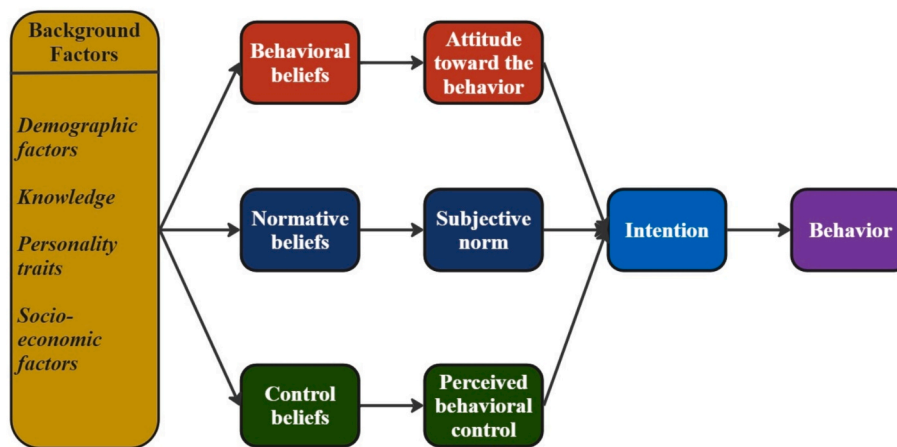 Background
Factors
Demographic
factors
Knowledge
Personality
traits
Socio-
economic
factors
Behavioral
beliefs
Attitude
toward the
behavior
Normative
beliefs
Subjective
norm
Intention
Behavior
Control
beliefs
Perceived
behavioral
control